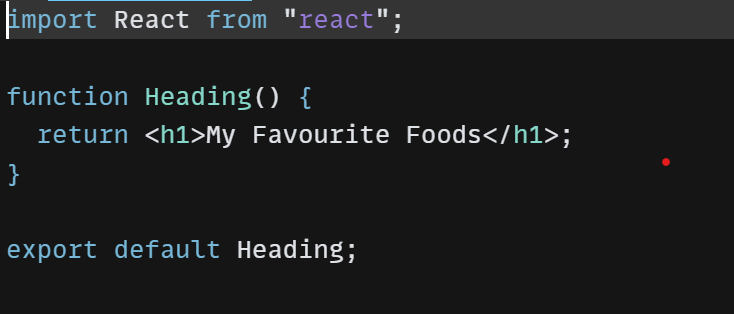 import React from "react";
function Heading() {
  return <h1>My Favourite Foods</h1>;
}
export default Heading;